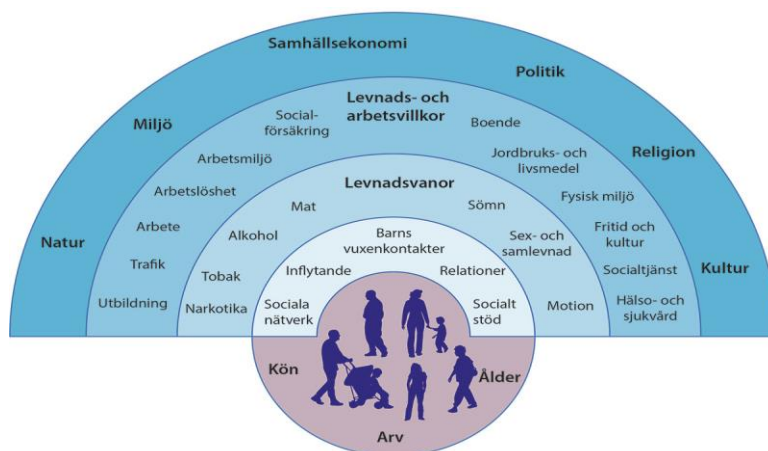 Samhällsekonomi
Politik
Miljö
Religion
Natur
Kultur
Levnads- och
arbetsvillkor
Social-
försäkring
Boende
Arbetsmiljö
Jordbruks- och
livsmedel
Arbetslöshet
Fysisk miljö
Arbete
Fritid och
kultur
Trafik
Socialtjänst
Utbildning
Hälso- och
sjukvård
Levnadsvanor
Mat
Sömn
Alkohol
Sex- och
samlevnad
Tobak
Narkotika
Motion
Barns
vuxenkontakter
Inflytande
Relationer
Sociala
nätverk
Socialt
stöd
Kön
Ålder
Arv